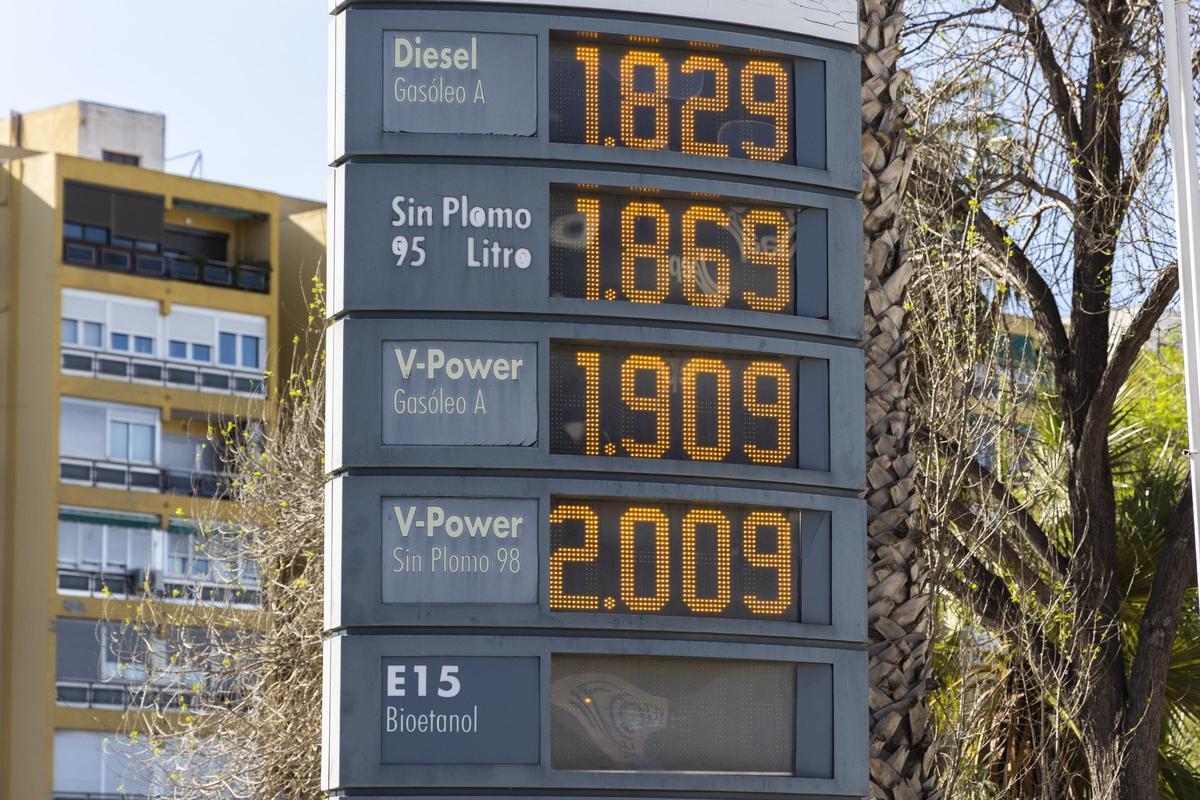 Diesel
Gasóleo A
1.829
Sin Plomo
95 Litro
1.869
V-Power
Gasóleo A
1.909
V-Power
Sin Plomo 98
2.009
E15
Bioetanol